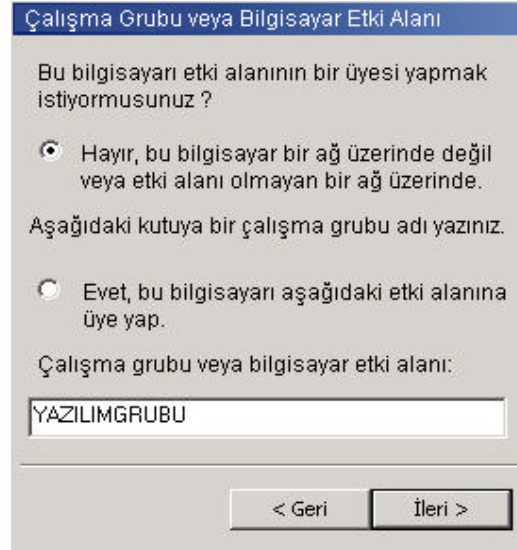 Çalışma Grubu veya Bilgisayar Etki Alanı
Bu bilgisayarı etki alanının bir üyesi yapmak
istiyormusunuz ?
Hayır, bu bilgisayar bir ağ üzerinde değil
veya etki alanı olmayan bir ağ üzerinde.
Aşağıdaki kutuya bir çalışma grubu adı yazınız.
Evet, bu bilgisayarı aşağıdaki etki alanına
üye yap.
Çalışma grubu veya bilgisayar etki alanı:
YAZILIMGRUBU
< Geri
İleri >